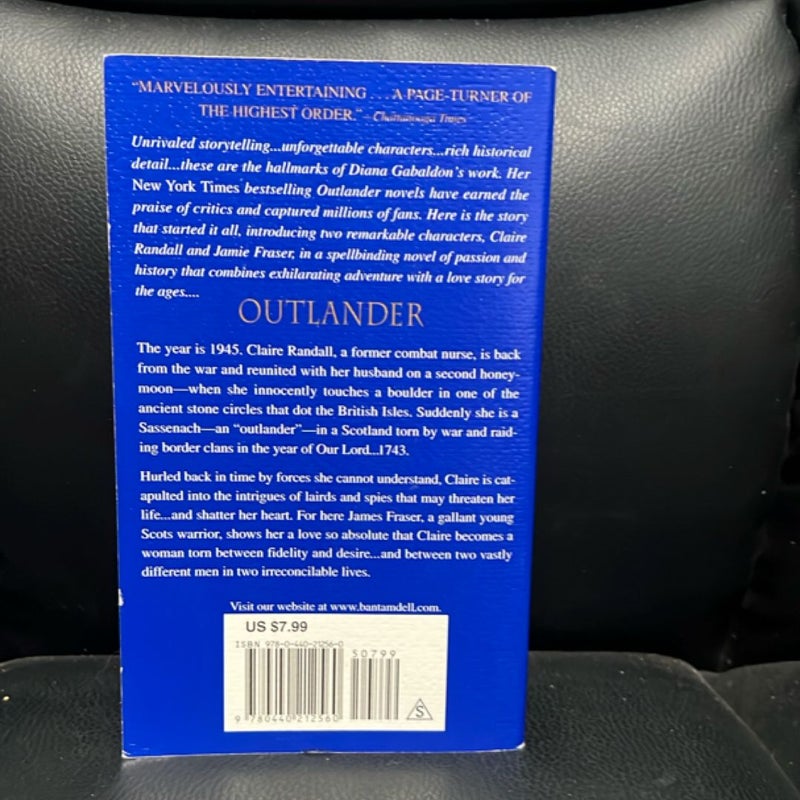 "MARVELOUSLY ENTERTAINING . . . A PAGE-TURNER OF
THE HIGHEST ORDER." —Chattanooga Times
Unrivaled storytelling...unforgettable characters...rich historical
detail...these are the hallmarks of Diana Gabaldon's work. Her
New York Times bestselling Outlander novels have earned the
praise of critics and captured millions of fans. Here is the story
that started it all, introducing two remarkable characters, Claire
Randall and Jamie Fraser, in a spellbinding novel of passion and
history that combines exhilarating adventure with a love story for
the ages....
OUTLANDER
The year is 1945. Claire Randall, a former combat nurse, is back
from the war and reunited with her husband on a second honey-
moon—when she innocently touches a boulder in one of the
ancient stone circles that dot the British Isles. Suddenly she is a
Sassenach—an "outlander"—in a Scotland torn by war and raid-
ing border clans in the year of Our Lord...1743.
Hurled back in time by forces she cannot understand, Claire is cat-
apulted into the intrigues of lairds and spies that may threaten her
life...and shatter her heart. For here James Fraser, a gallant young
Scots warrior, shows her a love so absolute that Claire becomes a
woman torn between fidelity and desire...and between two vastly
different men in two irreconcilable lives.
Visit our website at www.bantamdell.com.
US $7.99
ISBN 978-0-440-21256-0
50799
9 780440 212560
S